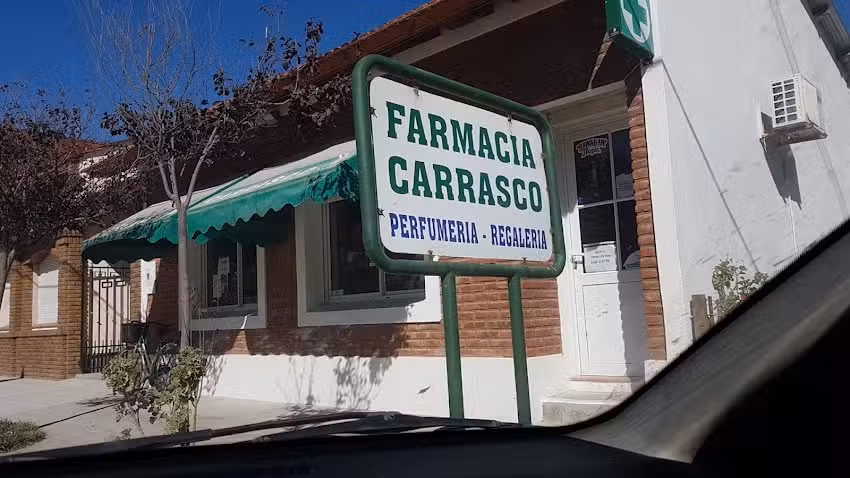 FARMACIA
CARRASCO
PERFUMERIA - REGALERIA